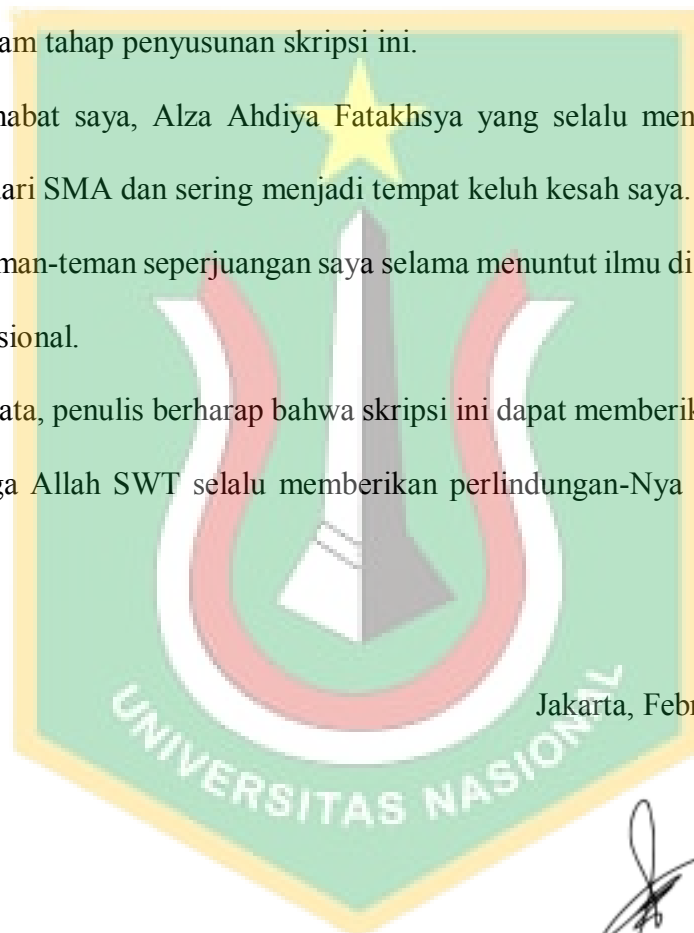 am tahap penyusunan skripsi ini.
habat saya, Alza Ahdiya Fatakhsya yang selalu men
ari SMA dan sering menjadi tempat keluh kesah saya.
man-teman seperjuangan saya selama menuntut ilmu di
sional.
ata, penulis berharap bahwa skripsi ini dapat memberik
ga Allah SWT selalu memberikan perlindungan-Nya
Jakarta, Febr
UNIVERSITAS NASIONAL